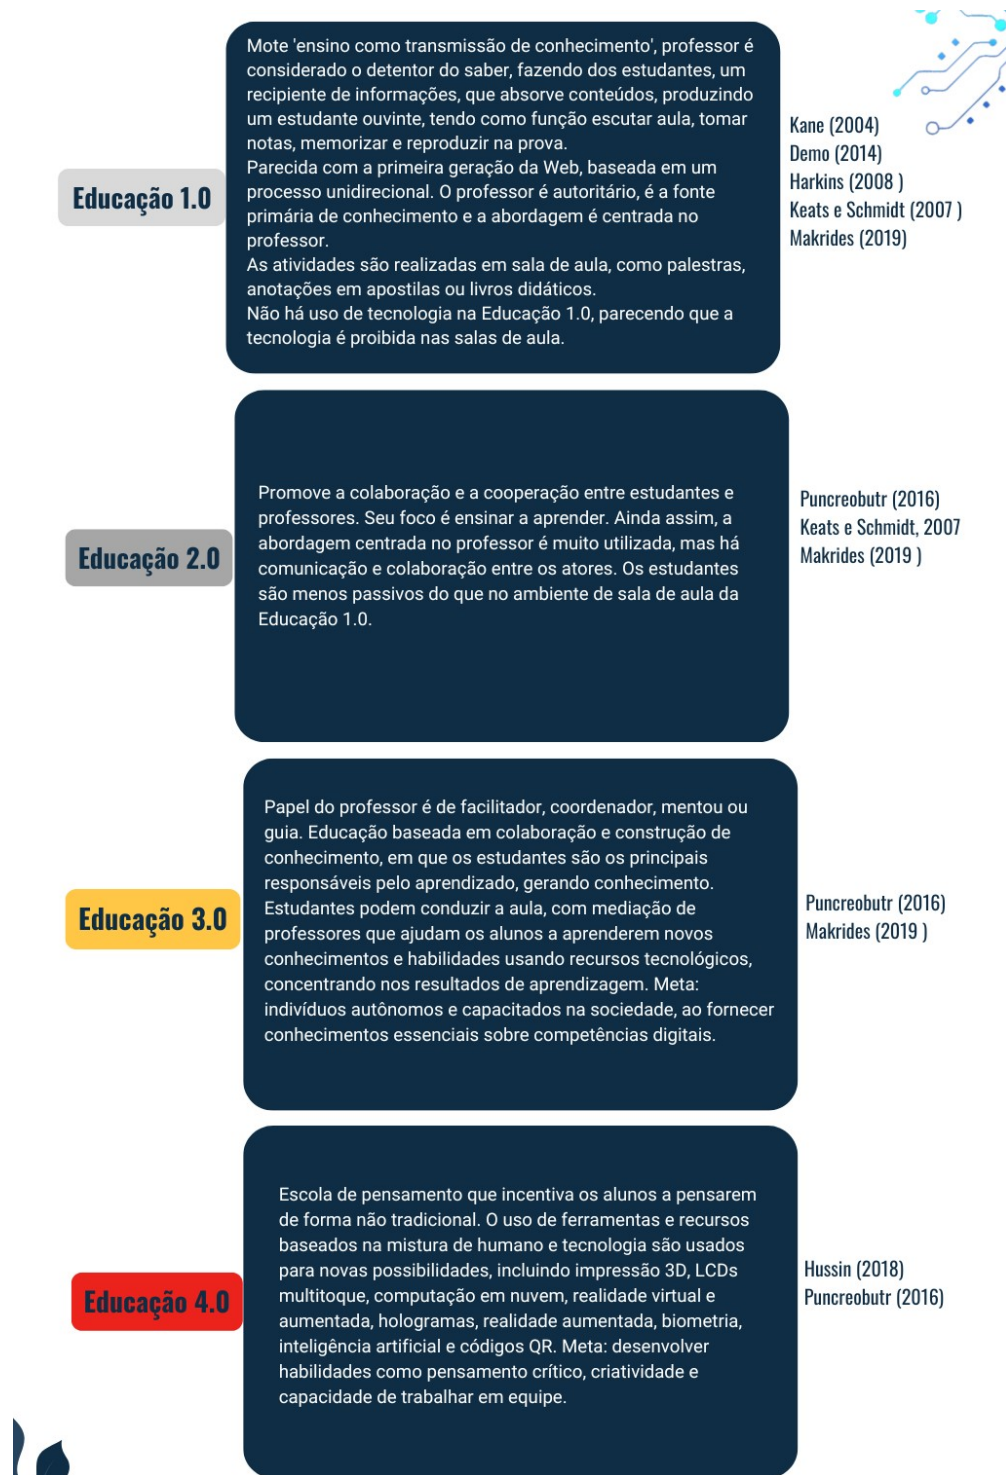 Mote 'ensino como transmissão de conhecimento', professor é
considerado o detentor do saber, fazendo dos estudantes, um
recipiente de informações, que absorve conteúdos, produzindo
um estudante ouvinte, tendo como função escutar aula, tomar
notas, memorizar e reproduzir na prova.
Parecida com a primeira geração da Web, baseada em um
processo unidirecional. O professor é autoritário, é a fonte
primária de conhecimento e a abordagem é centrada no
professor.
As atividades são realizadas em sala de aula, como palestras,
anotações em apostilas ou livros didáticos.
Não há uso de tecnologia na Educação 1.0, parecendo que a
tecnologia é proibida nas salas de aula.
Educação 1.0
Kane (2004)
Demo (2014)
Harkins (2008 )
Keats e Schmidt (2007 )
Makrides (2019)
Educação 2.0
Promove a colaboração e a cooperação entre estudantes e
professores. Seu foco é ensinar a aprender. Ainda assim, a
abordagem centrada no professor é muito utilizada, mas há
comunicação e colaboração entre os atores. Os estudantes
são menos passivos do que no ambiente de sala de aula da
Educação 1.0.
Puncreobutr (2016)
Keats e Schmidt, 2007
Makrides (2019 )
Educação 3.0
Papel do professor é de facilitador, coordenador, mentou ou
guia. Educação baseada em colaboração e construção de
conhecimento, em que os estudantes são os principais
responsáveis pelo aprendizado, gerando conhecimento.
Estudantes podem conduzir a aula, com mediação de
professores que ajudam os alunos a aprenderem novos
conhecimentos e habilidades usando recursos tecnológicos,
concentrando nos resultados de aprendizagem. Meta:
indivíduos autônomos e capacitados na sociedade, ao fornecer
conhecimentos essenciais sobre competências digitais.
Puncreobutr (2016)
Makrides (2019 )
Educação 4.0
Escola de pensamento que incentiva os alunos a pensarem
de forma não tradicional. O uso de ferramentas e recursos
baseados na mistura de humano e tecnologia são usados
para novas possibilidades, incluindo impressão 3D, LCDs
multitoque, computação em nuvem, realidade virtual e
aumentada, hologramas, realidade aumentada, biometria,
inteligência artificial e códigos QR. Meta: desenvolver
habilidades como pensamento crítico, criatividade e
capacidade de trabalhar em equipe.
Hussin (2018)
Puncreobutr (2016)